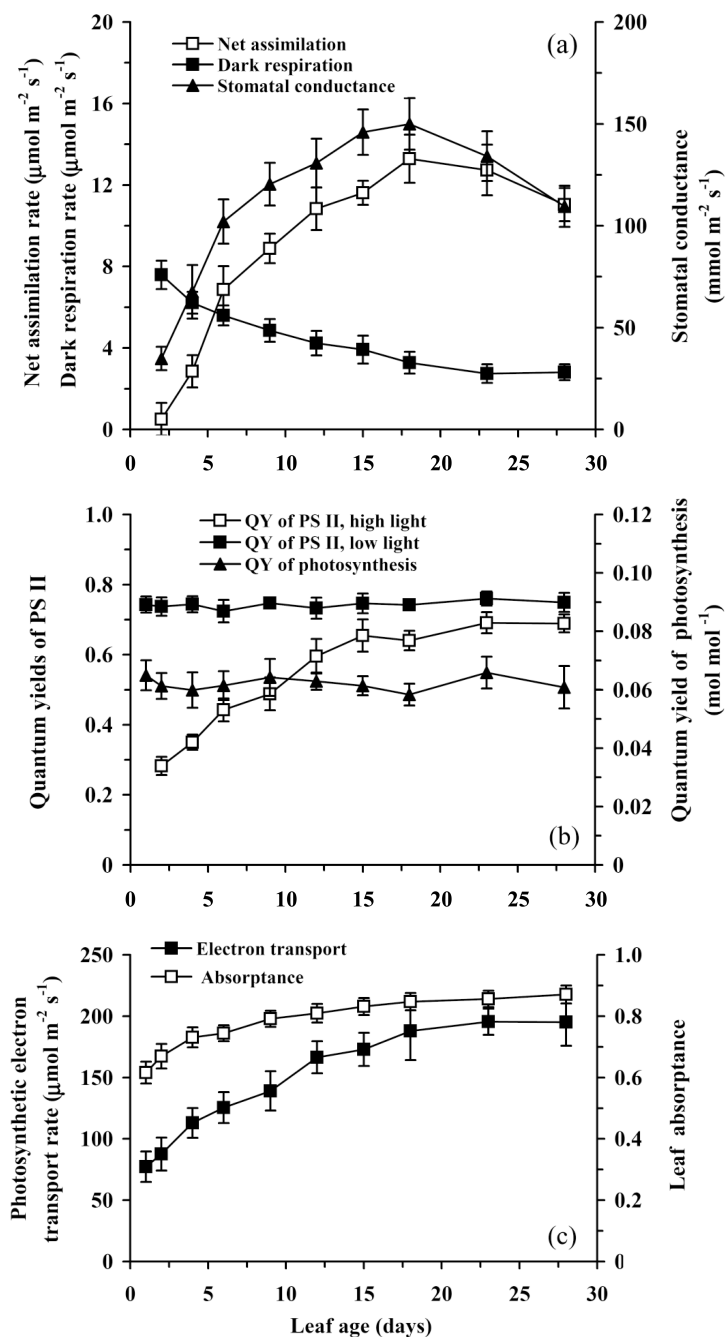 (a)
Net assimilation
Dark respiration
Stomatal conductance
Net assimilation rate (μmol m⁻² s⁻¹)
Dark respiration rate (μmol m⁻² s⁻¹)
20
16
12
8
4
0
200
150
100
50
0
Stomatal conductance
(mmol m⁻² s⁻¹)
0 5 10 15 20 25 30
QY of PS II, high light
QY of PS II, low light
QY of photosynthesis
Quantum yields of PS II
1.0
0.8
0.6
0.4
0.2
0
0.12
0.10
0.08
0.06
0.04
0.02
0
Quantum yield of photosynthesis
(mol mol⁻¹)
(b)
0 5 10 15 20 25 30
Electron transport
Absorptance
Photosynthetic electron
transport rate (μmol m⁻² s⁻¹)
250
200
150
100
50
0
1.0
0.8
0.6
0.4
0.2
0
Leaf absorptance
(c)
0 5 10 15 20 25 30
Leaf age (days)